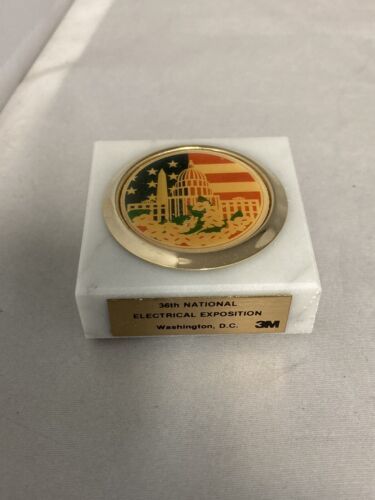 36th NATIONAL
ELECTRICAL EXPOSITION
Washington, D.C. 3M